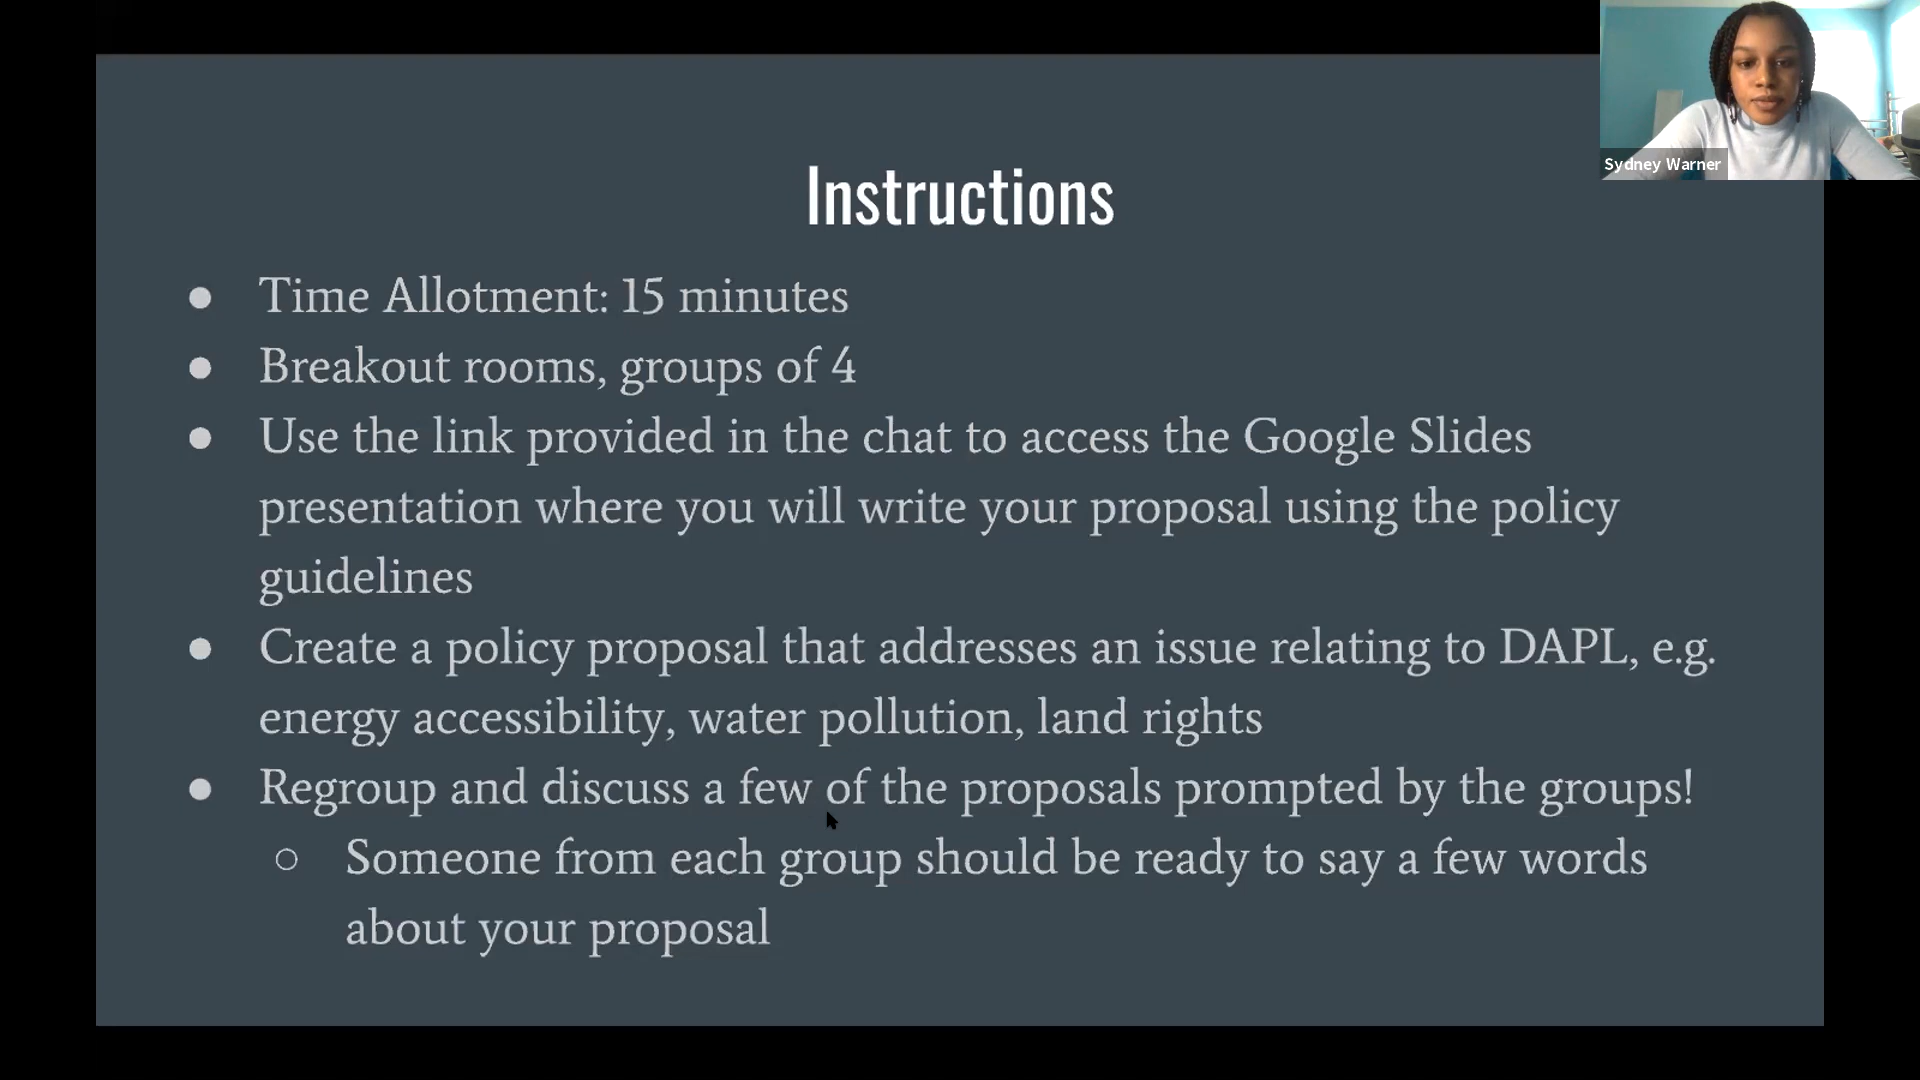 Sydney Warner
Instructions
● Time Allotment: 15 minutes
● Breakout rooms, groups of 4
● Use the link provided in the chat to access the Google Slides
presentation where you will write your proposal using the policy
guidelines
● Create a policy proposal that addresses an issue relating to DAPL, e.g.
energy accessibility, water pollution, land rights
● Regroup and discuss a few of the proposals prompted by the groups!
○ Someone from each group should be ready to say a few words
about your proposal